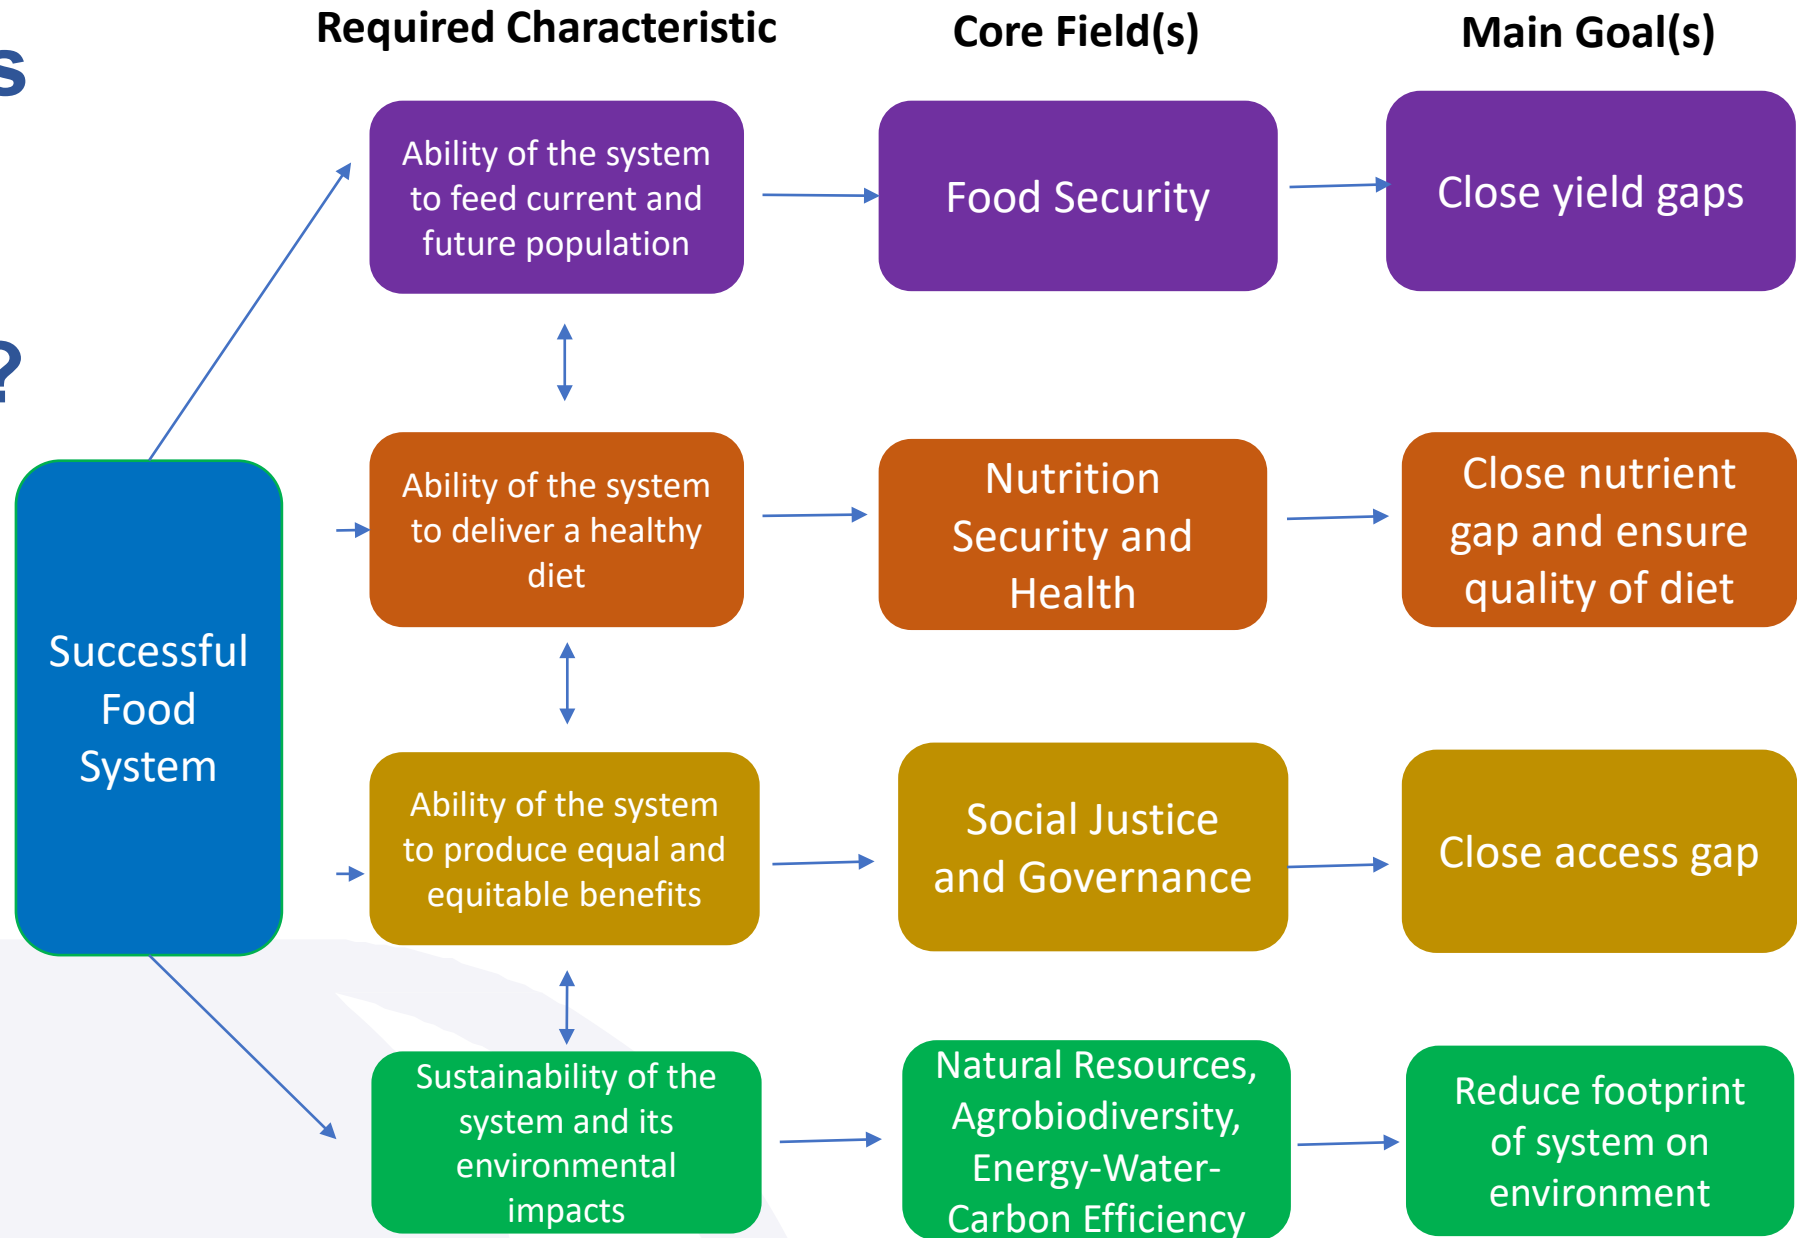 s
?
Required Characteristic
Core Field(s)
Main Goal(s)
Successful
Food
System
Ability of the system
to feed current and
future population
Food Security
Close yield gaps
Ability of the system
to deliver a healthy
diet
Nutrition
Security and
Health
Close nutrient
gap and ensure
quality of diet
Ability of the system
to produce equal and
equitable benefits
Social Justice
and Governance
Close access gap
Sustainability of the
system and its
environmental
impacts
Natural Resources,
Agrobiodiversity,
Energy-Water-
Carbon Efficiency
Reduce footprint
of system on
environment